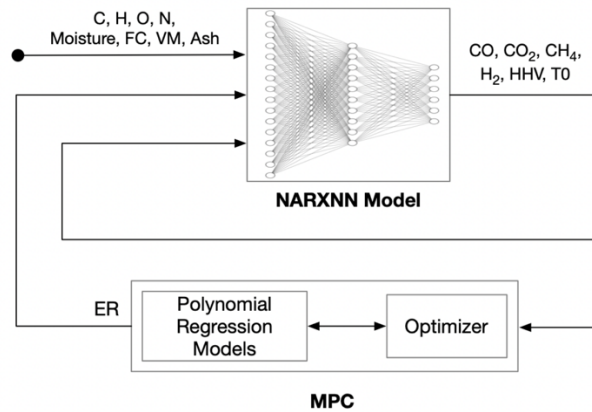 C, H, O, N,
Moisture, FC, VM, Ash
CO, CO₂, CH₄,
H₂, HHV, T0
NARXNN Model
ER
Polynomial
Regression
Models
Optimizer
MPC